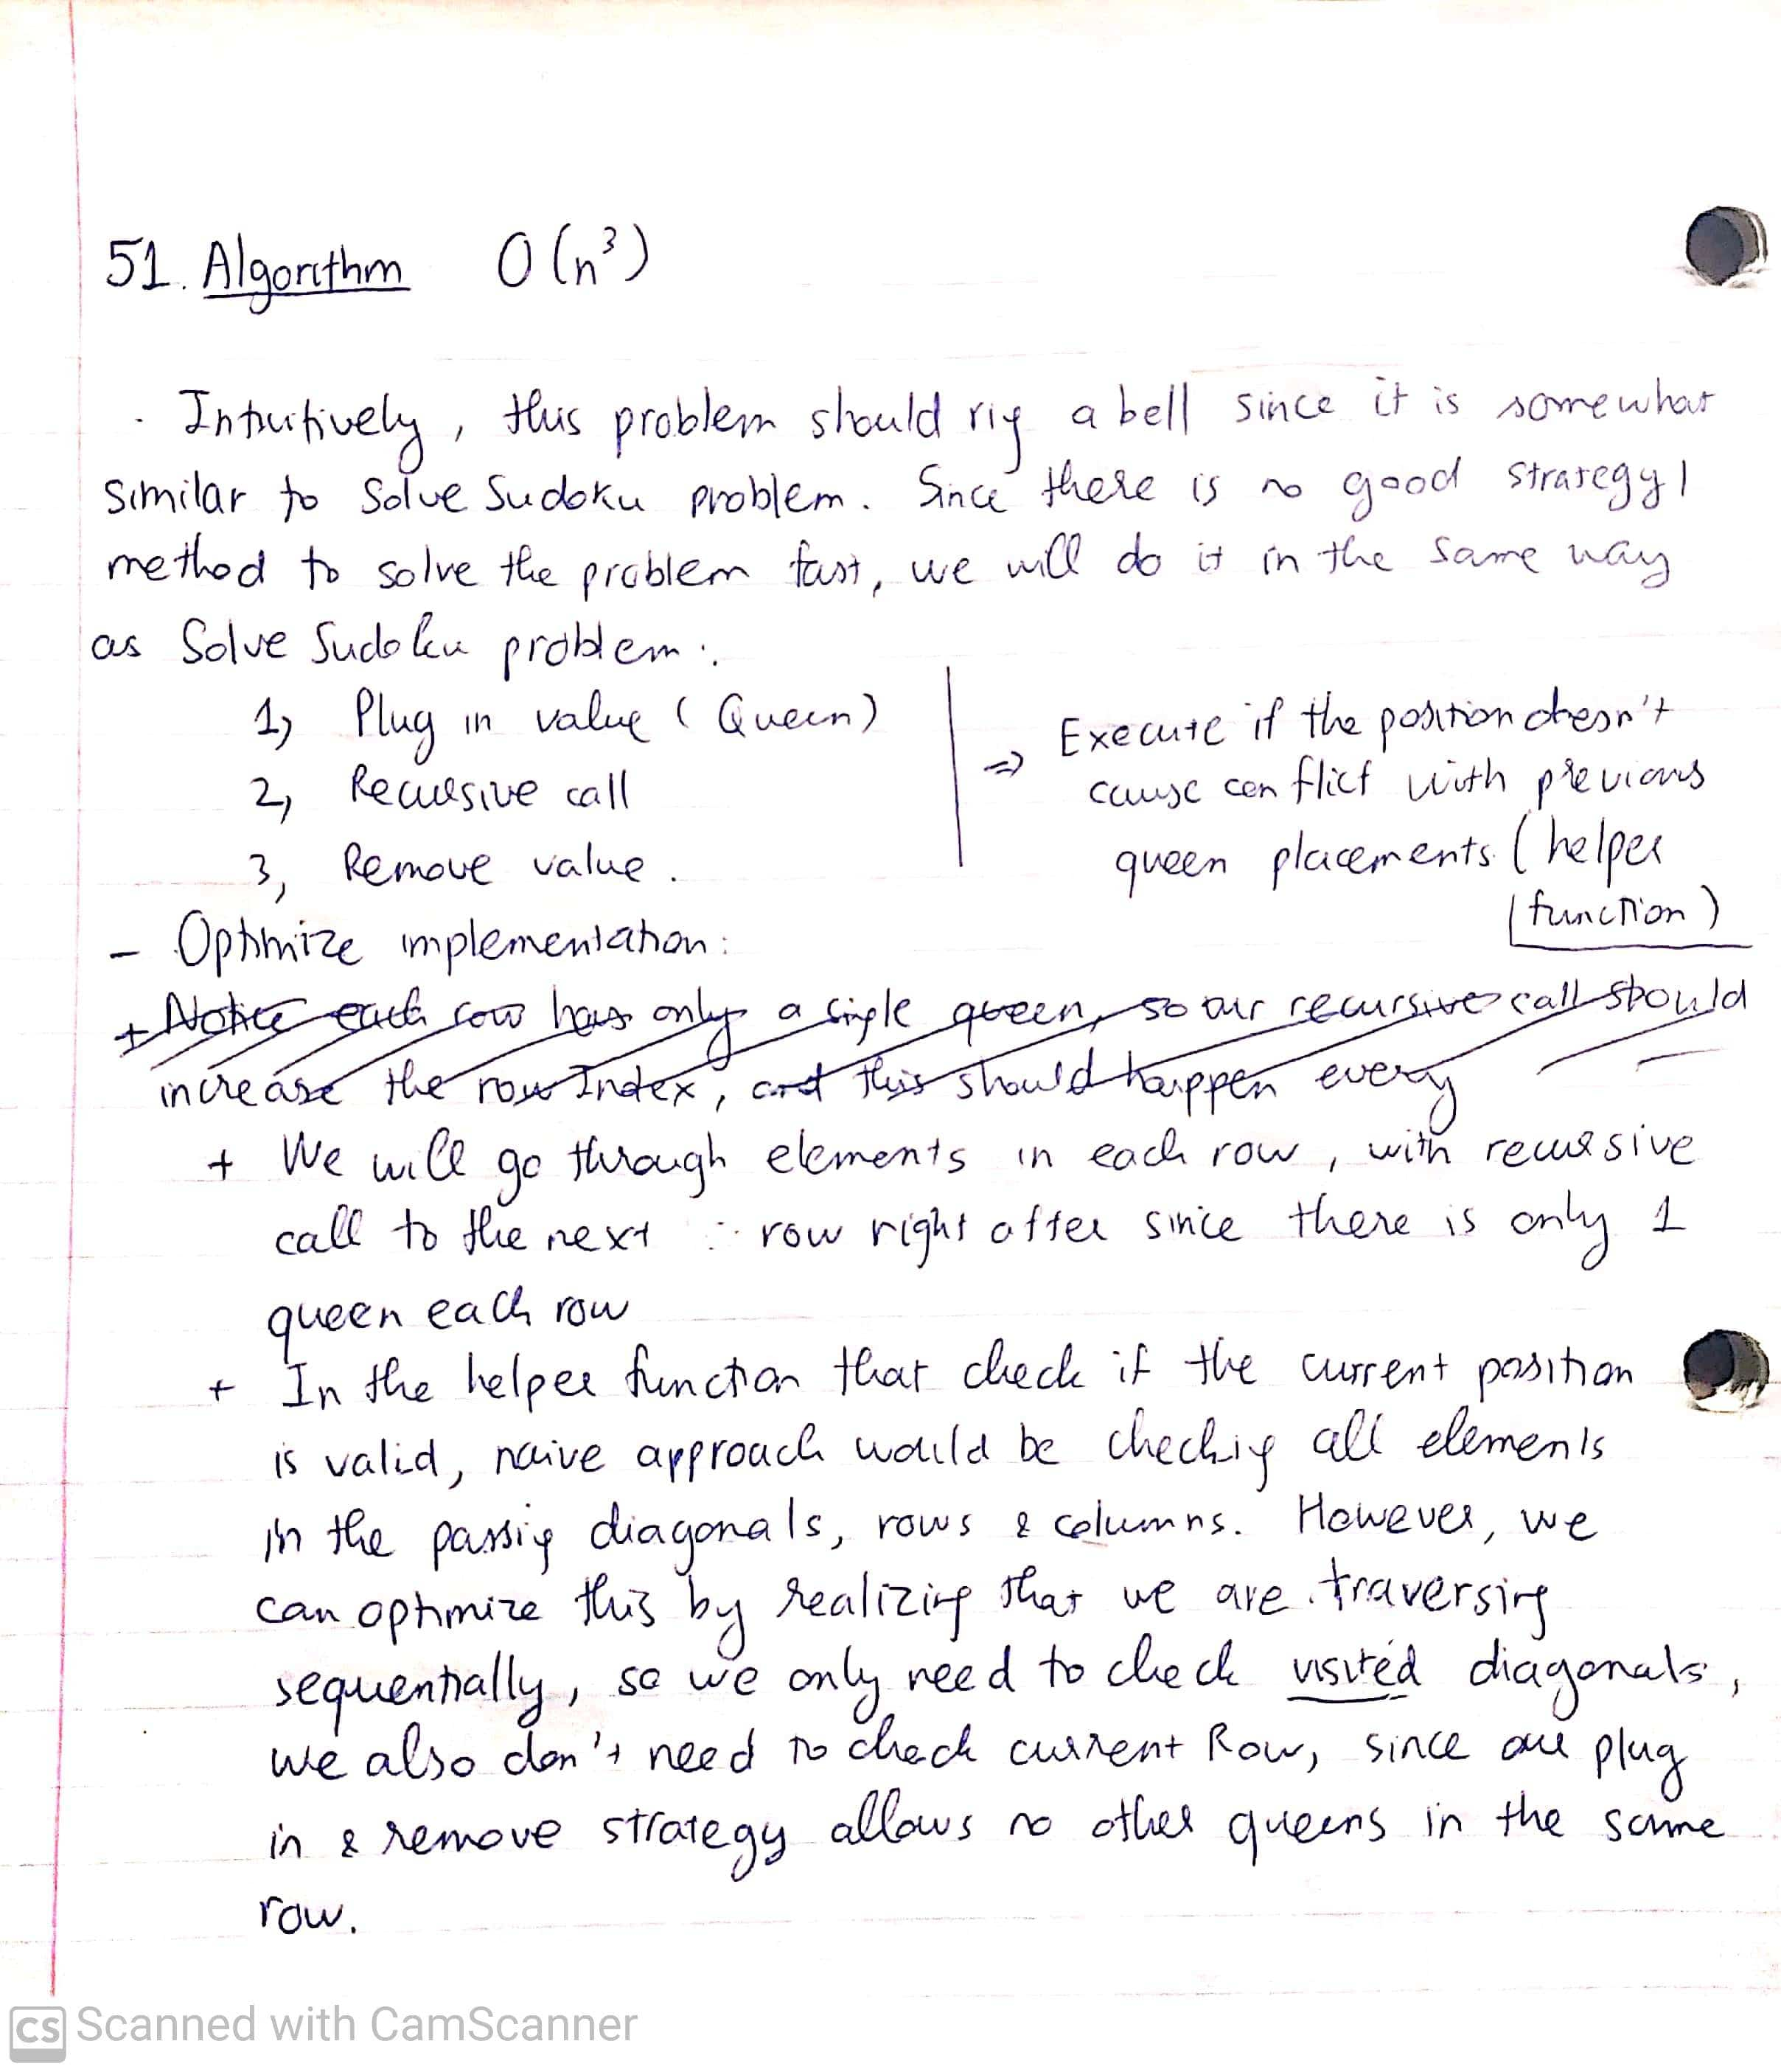 51. Algorithm O(n³)
· Intuitively, this problem should rig a bell since it is somewhat
similar to Solve Sudoku problem. Since there is no good strategy /
method to solve the problem fast, we will do it in the same way
as Solve Sudoku problem :
1, Plug in value (Queen)
2, Recursive call
3, Remove value.
=> Execute if the position doesn't
cause conflict with previous
queen placements (helper
function)
- Optimize implementation:
+ Notice each row has only a single queen, so our recursive call should
increase the row Index, and this should happen every
+ We will go through elements in each row, with recursive
call to the next row right after since there is only 1
queen each row
+ In the helper function that check if the current position
is valid, naive approach would be checkig all elements
in the passig diagonals, rows & columns. However, we
can optimize this by realizing that we are traversing
sequentially, so we only need to check visited diagonals,
we also don't need to check current Row, since our plug
in & remove strategy allows no other queens in the same
row.
CS Scanned with CamScanner